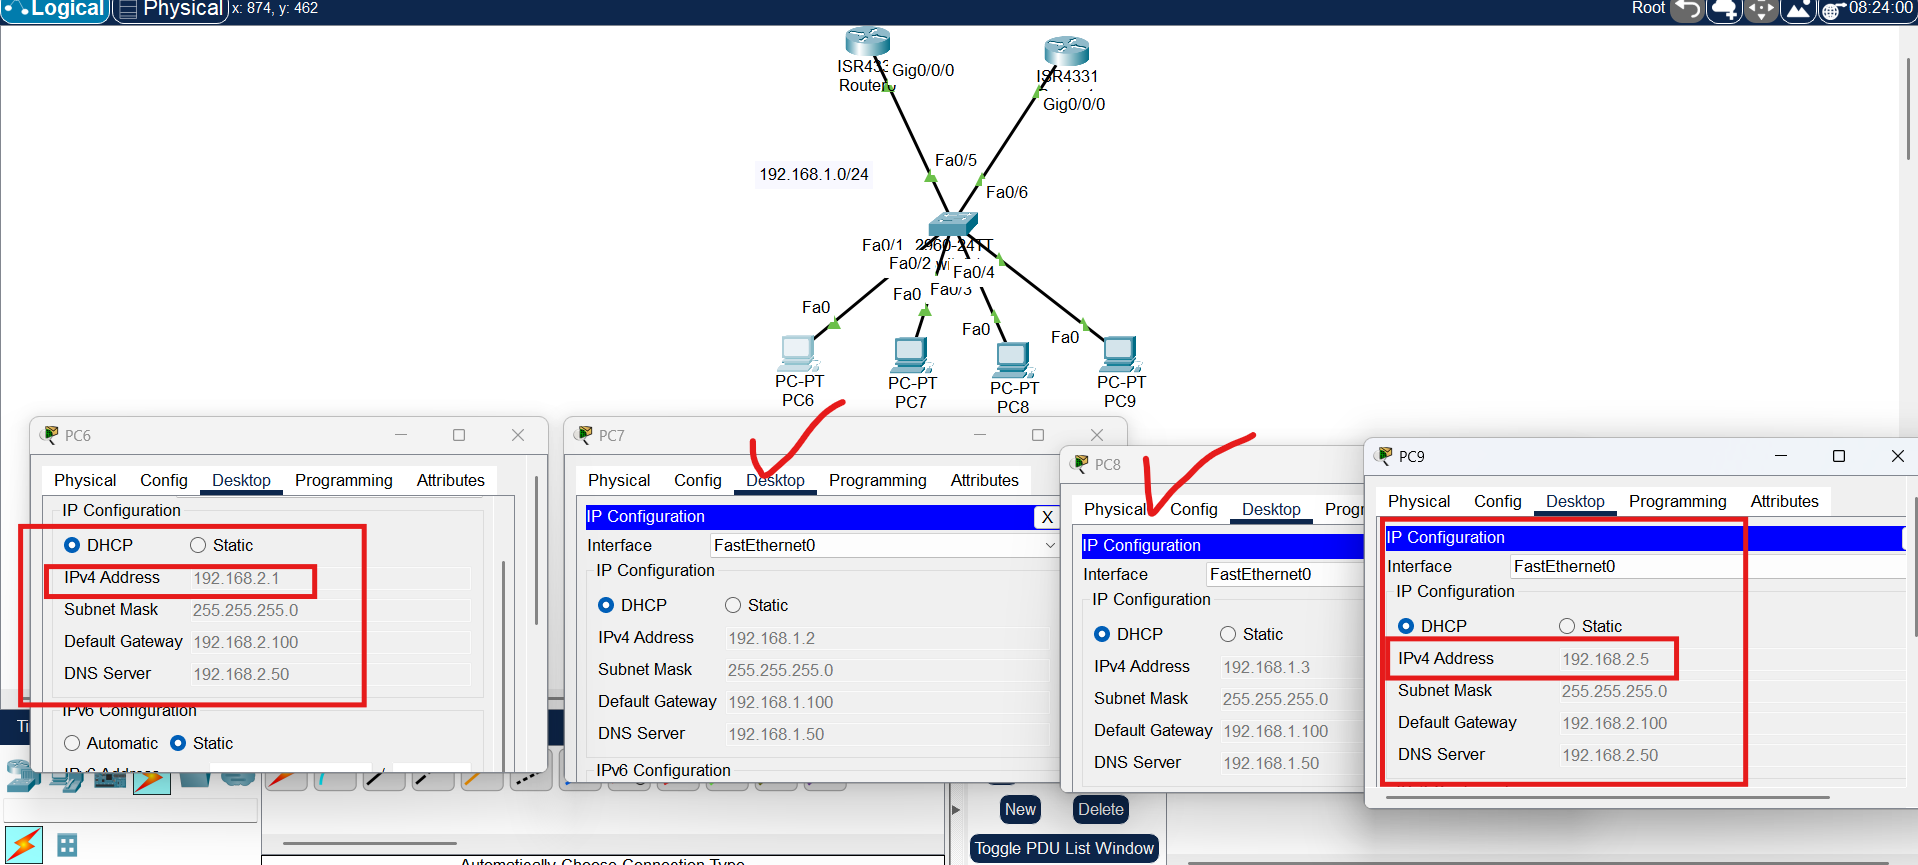 Logical
Physical
x: 874, y: 462
Root
08:24:00
Gig0/0/0
ISR4331
Gig0/0/0
Fa0/5
192.168.1.0/24
Fa0/6
Fa0/1
2960-24TT
Fa0/2
Fa0/4
Fa0/3
Fa0
Fa0
Fa0
Fa0
PC-PT
PC6
PC-PT
PC7
PC-PT
PC8
PC-PT
PC9
PC6
Physical Config Desktop Programming Attributes
IP Configuration
DHCP Static
IPv4 Address 192.168.2.1
Subnet Mask 255.255.255.0
Default Gateway 192.168.2.100
DNS Server 192.168.2.50
IPv6 Configuration
Automatic Static
PC7
Physical Config Desktop Programming Attributes
IP Configuration X
Interface FastEthernet0
IP Configuration
DHCP Static
IPv4 Address 192.168.1.2
Subnet Mask 255.255.255.0
Default Gateway 192.168.1.100
DNS Server 192.168.1.50
IPv6 Configuration
PC8
Physical Config Desktop Progr
IP Configuration
Interface FastEthernet0
IP Configuration
DHCP Static
IPv4 Address 192.168.1.3
Subnet Mask 255.255.255.0
Default Gateway 192.168.1.100
DNS Server 192.168.1.50
PC9
Physical Config Desktop Programming Attributes
IP Configuration
Interface FastEthernet0
IP Configuration
DHCP Static
IPv4 Address 192.168.2.5
Subnet Mask 255.255.255.0
Default Gateway 192.168.2.100
DNS Server 192.168.2.50
New Delete
Toggle PDU List Window
Automatically Choose Connection Type